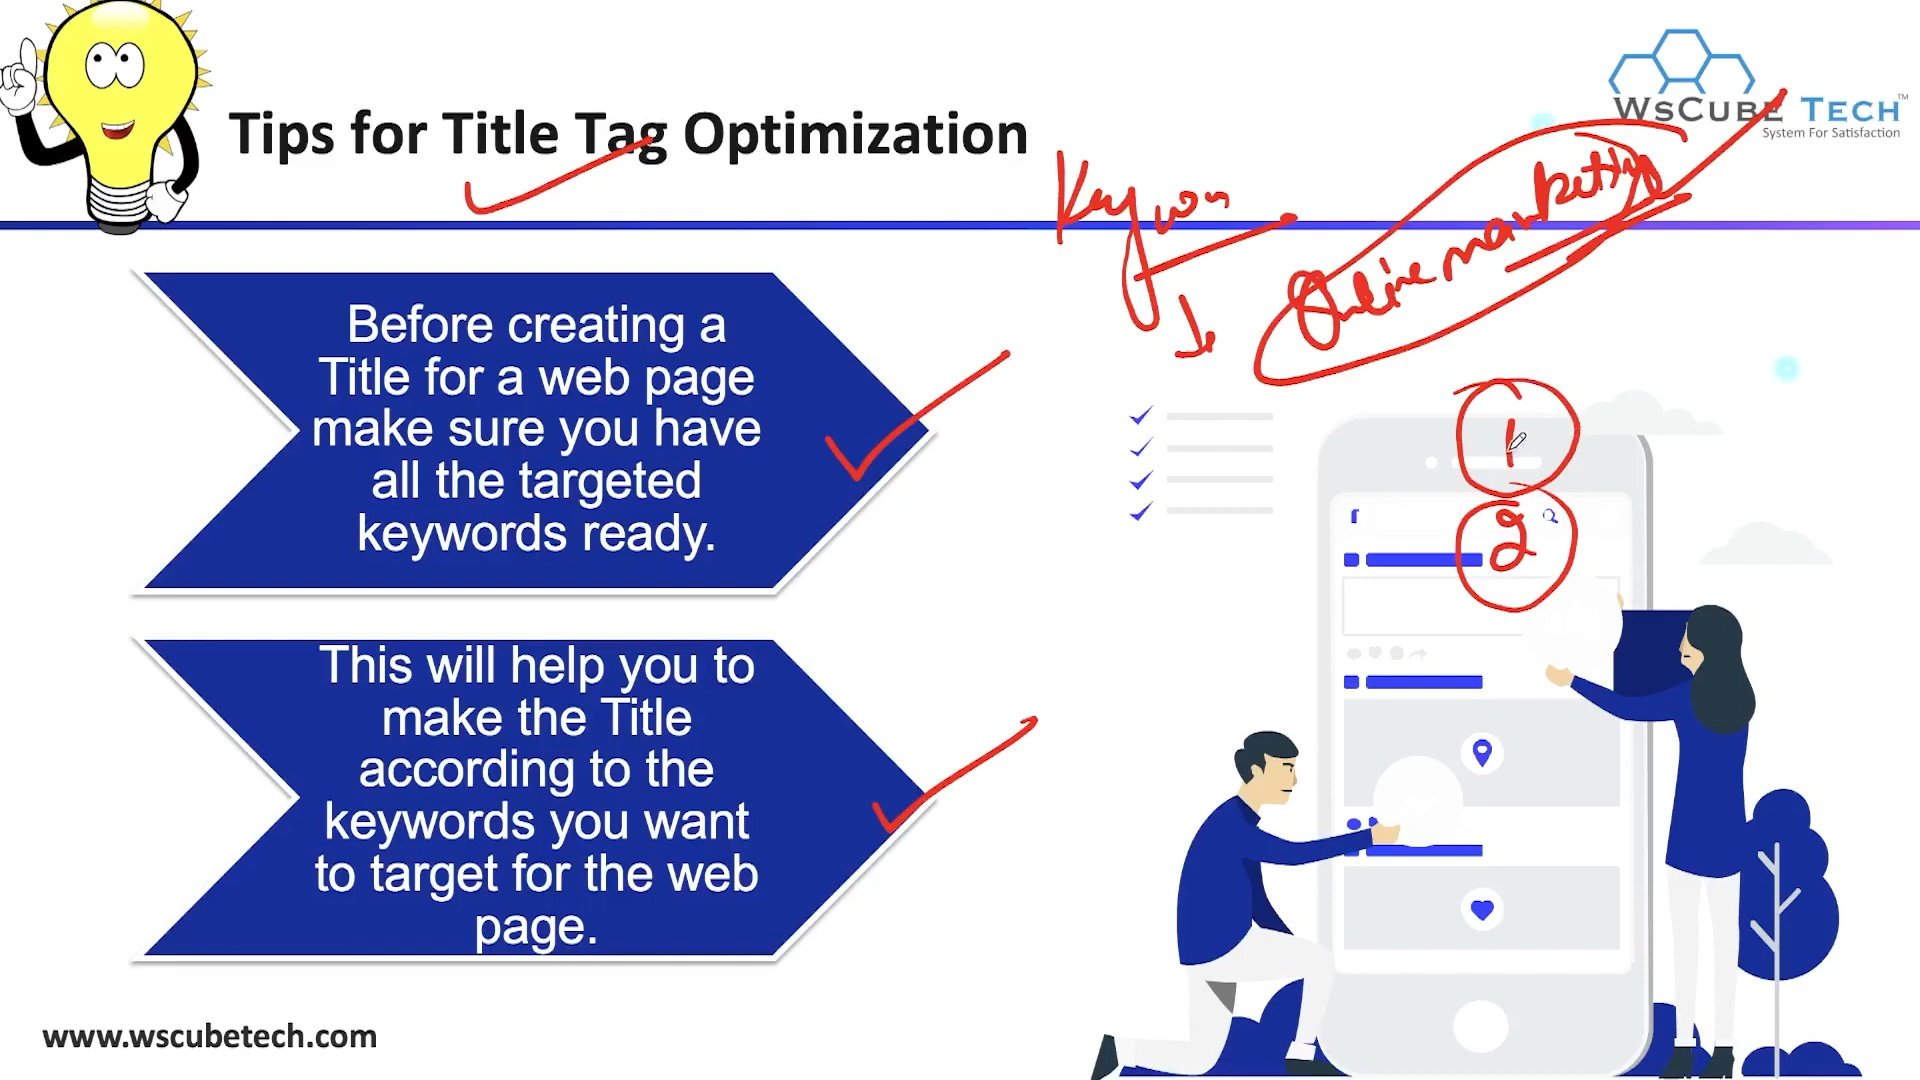 WsCube Tech™
System For Satisfaction
Tips for Title Tag Optimization
Online marketing
Before creating a
Title for a web page
make sure you have
all the targeted
keywords ready.
1
2
This will help you to
make the Title
according to the
keywords you want
to target for the web
page.
www.wscubetech.com